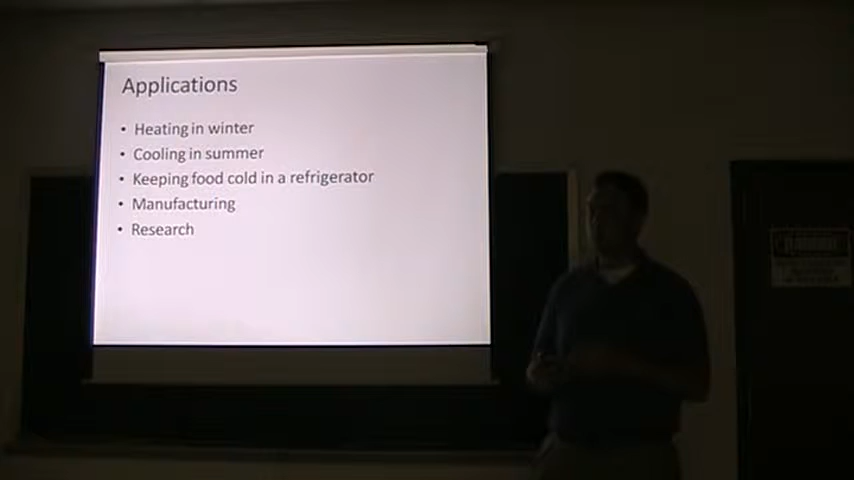 Applications
• Heating in winter
• Cooling in summer
• Keeping food cold in a refrigerator
• Manufacturing
• Research